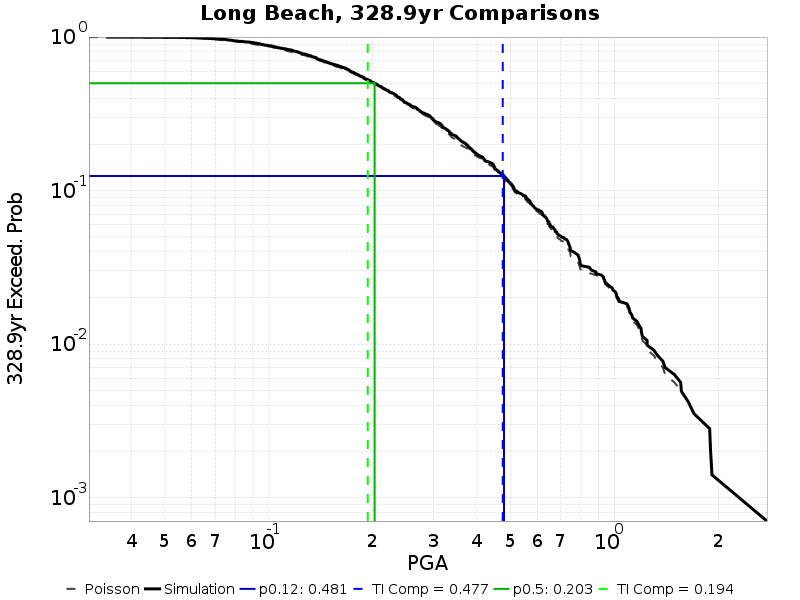 Long Beach, 328.9yr Comparisons
328.9yr Exceed. Prob
10^0
10^-1
10^-2
10^-3
4 5 6 7 10^-1 2 3 4 5 6 7 10^0 2
PGA
Poisson Simulation p0.12: 0.481 TI Comp = 0.477 p0.5: 0.203 TI Comp = 0.194